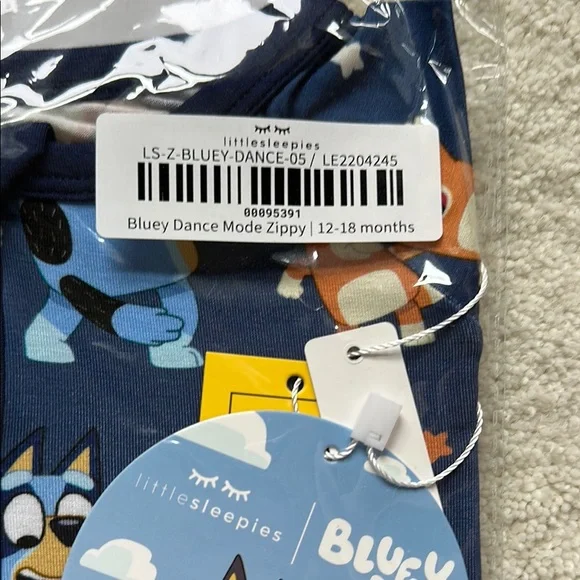 littlesleepies
LS-Z-BLUEY-DANCE-05 / LE2204245
00095391
Bluey Dance Mode Zippy | 12-18 months
littlesleepies
BLUEY